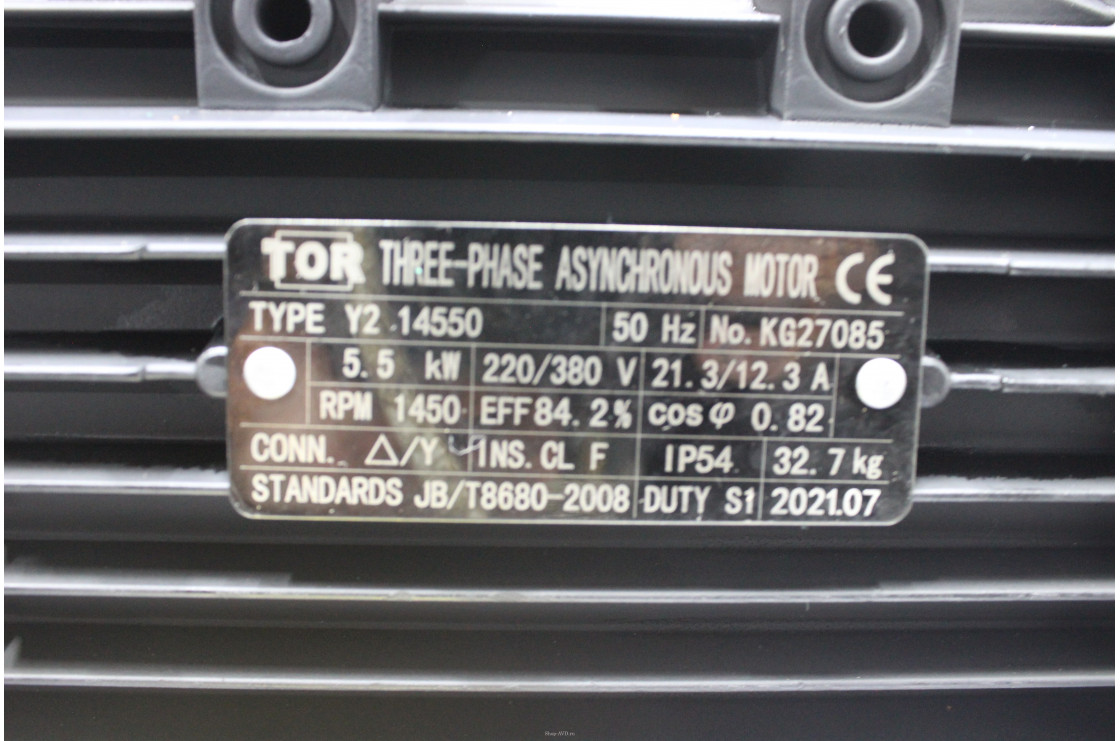 TOR THREE-PHASE ASYNCHRONOUS MOTOR CE
TYPE Y2 14550 50 Hz No. KG27085
5.5 kW 220/380 V 21.3/12.3 A
RPM 1450 EFF 84.2% cos φ 0.82
CONN. △/Y INS. CL F IP54 32.7 kg
STANDARDS JB/T8680-2008 DUTY S1 2021.07